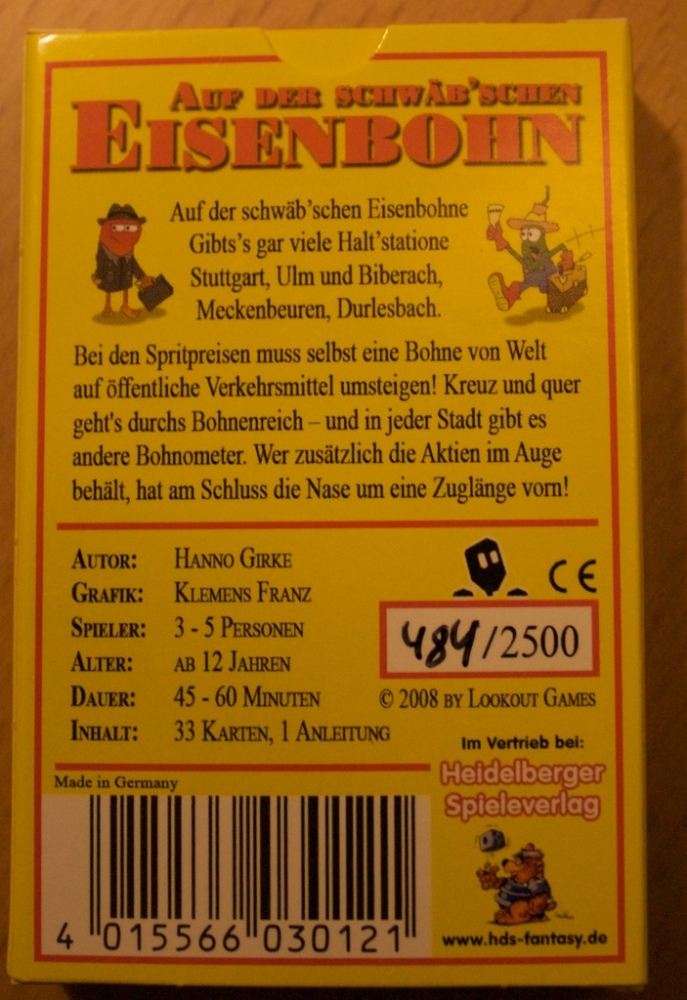 AUF DER SCHWÄB'SCHEN
EISENBOHN
Auf der schwäb'schen Eisenbohne
Gibts's gar viele Halt'statione
Stuttgart, Ulm und Biberach,
Meckenbeuren, Durlesbach.
Bei den Spritpreisen muss selbst eine Bohne von Welt
auf öffentliche Verkehrsmittel umsteigen! Kreuz und quer
geht's durchs Bohnenreich – und in jeder Stadt gibt es
andere Bohnometer. Wer zusätzlich die Aktien im Auge
behält, hat am Schluss die Nase um eine Zuglänge vorn!
AUTOR: HANNO GIRKE
GRAFIK: KLEMENS FRANZ
SPIELER: 3 - 5 PERSONEN
ALTER: AB 12 JAHREN
DAUER: 45 - 60 MINUTEN
INHALT: 33 KARTEN, 1 ANLEITUNG
CE
484/2500
© 2008 BY LOOKOUT GAMES
Im Vertrieb bei:
Heidelberger
Spieleverlag
www.hds-fantasy.de
Made in Germany
4 015566 030121